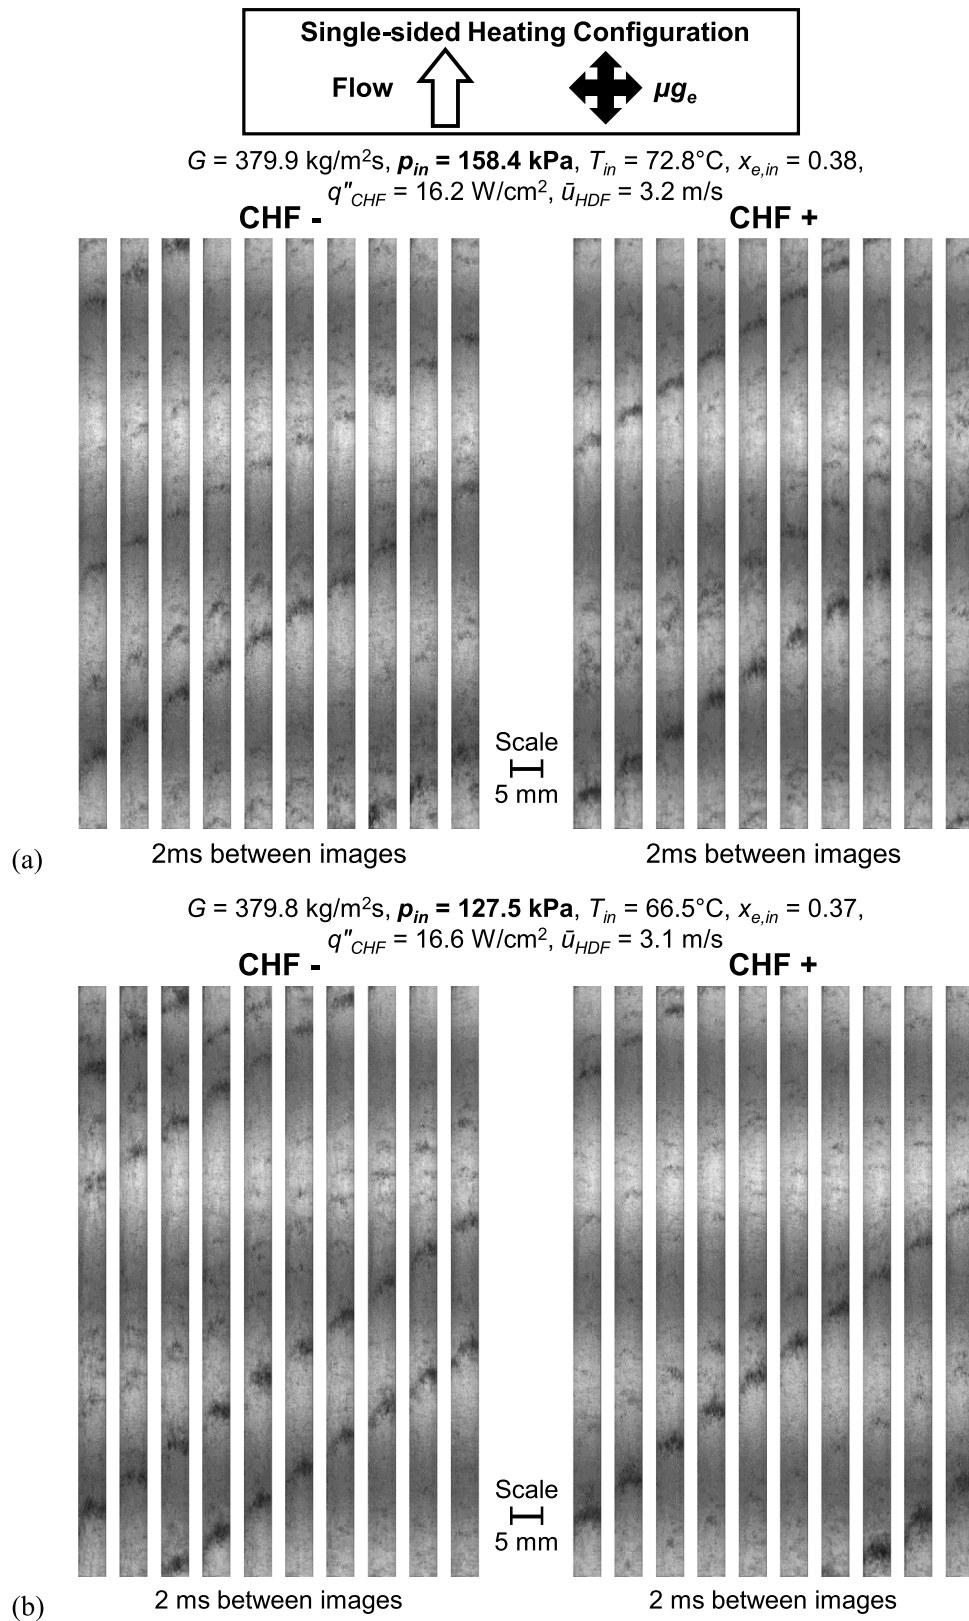 Single-sided Heating Configuration
Flow
μgₑ
G = 379.9 kg/m²s, p_in = 158.4 kPa, T_in = 72.8°C, x_e,in = 0.38,
q″_CHF = 16.2 W/cm², ū_HDF = 3.2 m/s
CHF -
CHF +
Scale
5 mm
2ms between images
2ms between images
(a)
G = 379.8 kg/m²s, p_in = 127.5 kPa, T_in = 66.5°C, x_e,in = 0.37,
q″_CHF = 16.6 W/cm², ū_HDF = 3.1 m/s
CHF -
CHF +
Scale
5 mm
2 ms between images
2 ms between images
(b)